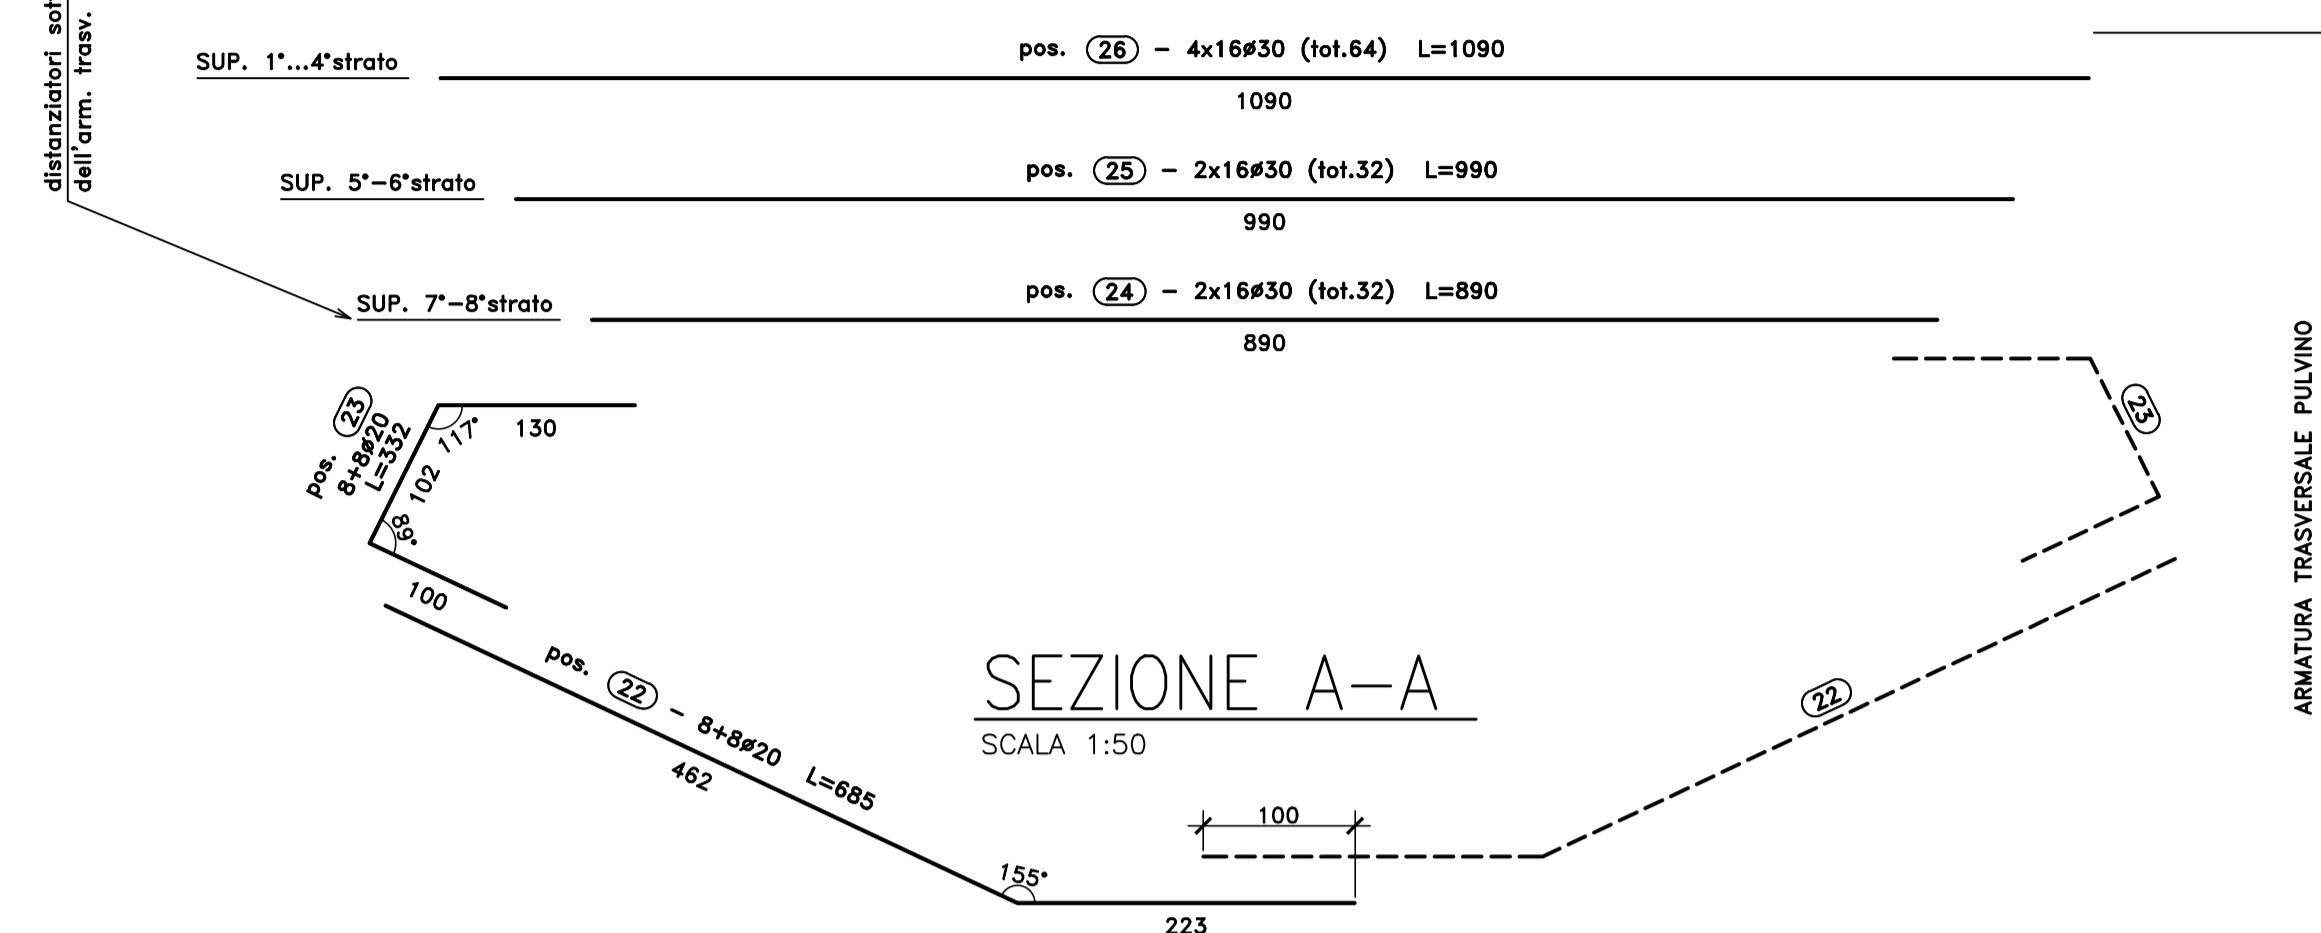 distanziatori sot
dell'arm. trasv.
SUP. 1°...4°strato
pos. 26 – 4x16ø30 (tot.64) L=1090
1090
SUP. 5°–6°strato
pos. 25 – 2x16ø30 (tot.32) L=990
990
SUP. 7°–8°strato
pos. 24 – 2x16ø30 (tot.32) L=890
890
pos. 23
8+8ø20
L=332
102
117°
130
89°
100
23
ARMATURA TRASVERSALE PULVINO
pos. 22 – 8+8ø20 L=685
462
SEZIONE A–A
SCALA 1:50
22
100
155°
223